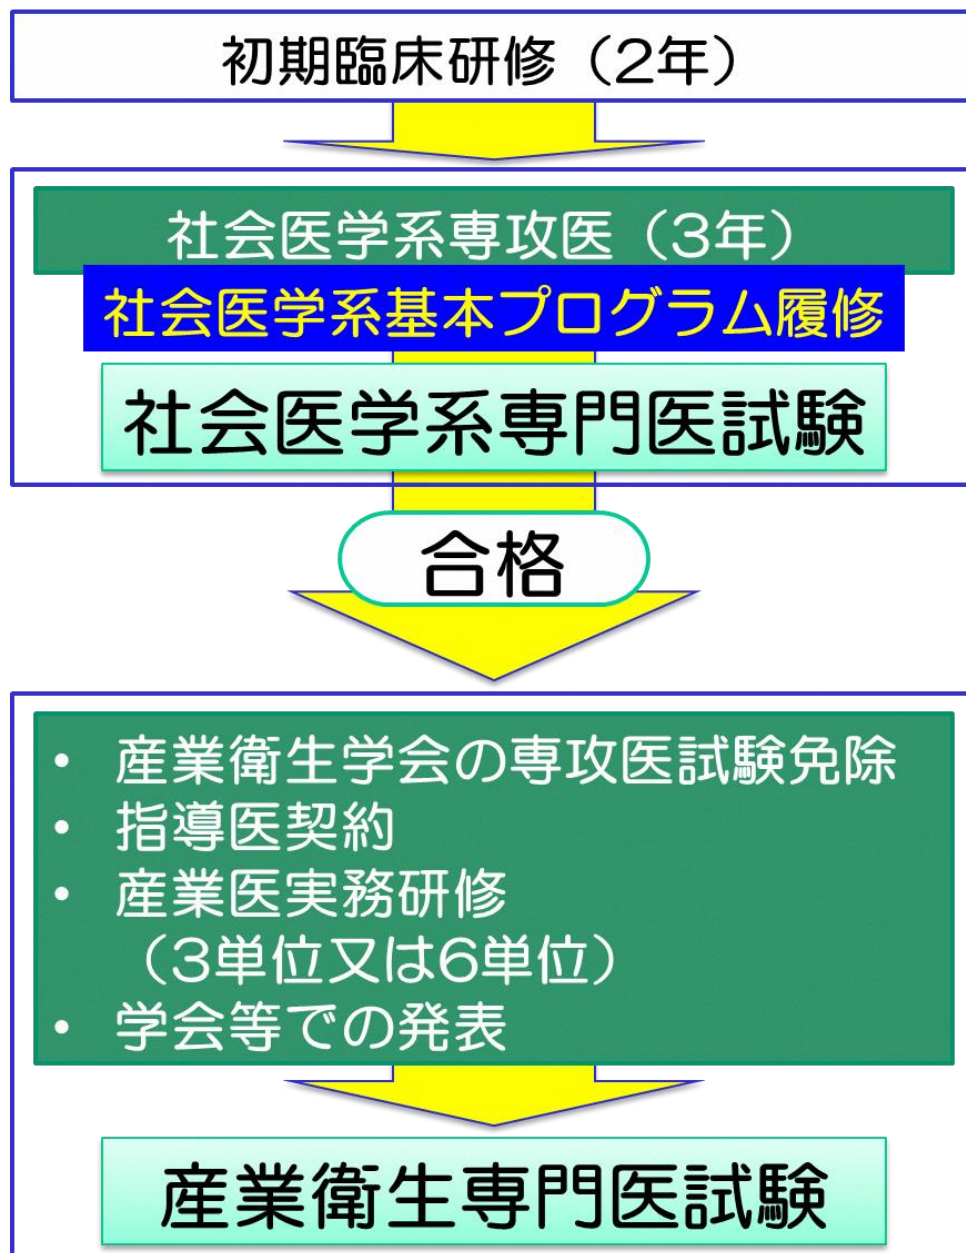 初期臨床研修（2年）
社会医学系専攻医（3年）
社会医学系基本プログラム履修
社会医学系専門医試験
合格
• 産業衛生学会の専攻医試験免除
• 指導医契約
• 産業医実務研修
（3単位又は6単位）
• 学会等での発表
産業衛生専門医試験